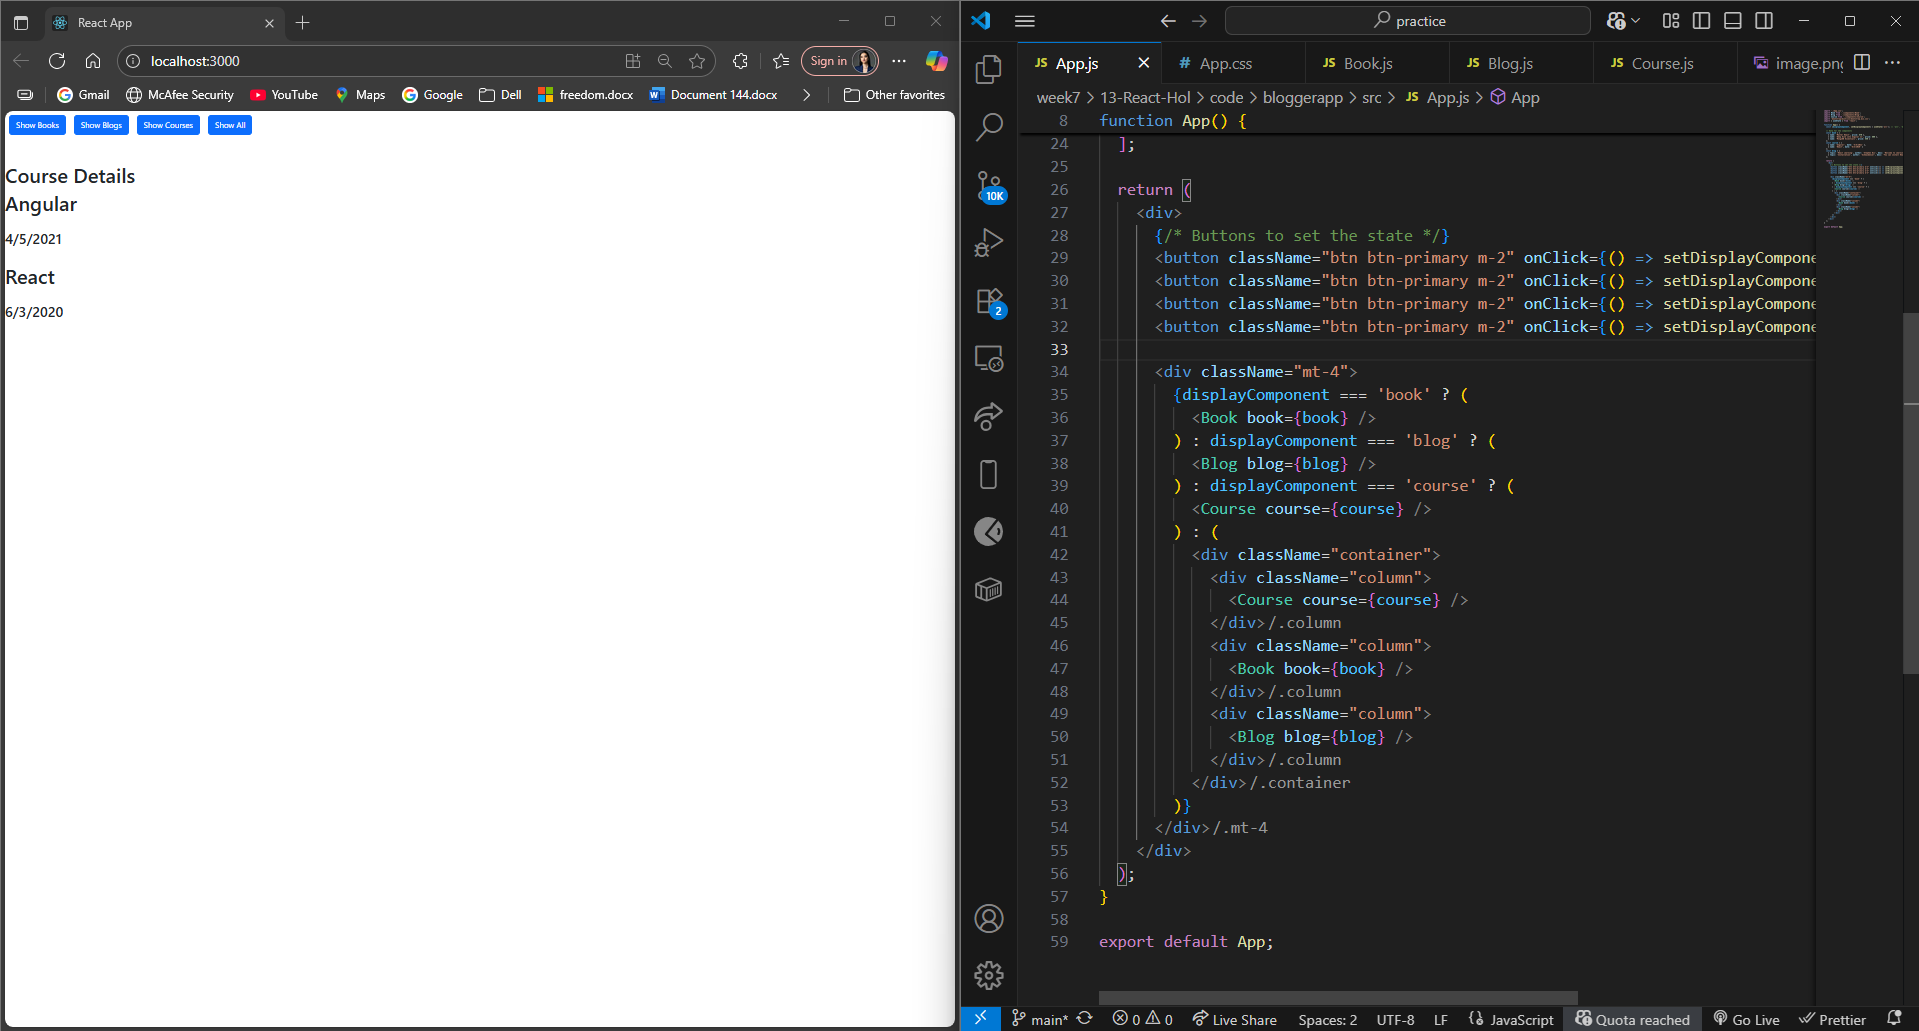 React App
localhost:3000
Sign in
Gmail
McAfee Security
YouTube
Maps
Google
Dell
freedom.docx
Document 144.docx
Other favorites
Show Books
Show Blogs
Show Courses
Show All
Course Details
Angular
4/5/2021
React
6/3/2020
practice
JS App.js
# App.css
JS Book.js
JS Blog.js
JS Course.js
image.png
week7 > 13-React-Hol > code > bloggerapp > src > JS App.js > App
10K
2
8 function App() {
24 ];
25
26 return (
27 <div>
28 {/* Buttons to set the state */}
29 <button className="btn btn-primary m-2" onClick={() => setDisplayCompone
30 <button className="btn btn-primary m-2" onClick={() => setDisplayCompone
31 <button className="btn btn-primary m-2" onClick={() => setDisplayCompone
32 <button className="btn btn-primary m-2" onClick={() => setDisplayCompone
33
34 <div className="mt-4">
35 {displayComponent === 'book' ? (
36 <Book book={book} />
37 ) : displayComponent === 'blog' ? (
38 <Blog blog={blog} />
39 ) : displayComponent === 'course' ? (
40 <Course course={course} />
41 ) : (
42 <div className="container">
43 <div className="column">
44 <Course course={course} />
45 </div>/.column
46 <div className="column">
47 <Book book={book} />
48 </div>/.column
49 <div className="column">
50 <Blog blog={blog} />
51 </div>/.column
52 </div>/.container
53 )}
54 </div>/.mt-4
55 </div>
56 );
57 }
58
59 export default App;
main* 0 0 Live Share Spaces: 2 UTF-8 LF JavaScript Quota reached Go Live Prettier